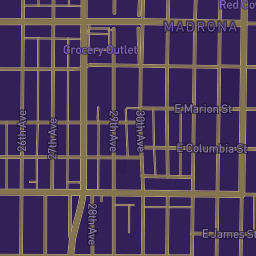 Red Co
MADRONA
Grocery Outlet
E Marion St
26th Ave
27th Ave
29th Ave
30th Ave
E Columbia St
28th Ave
E James S